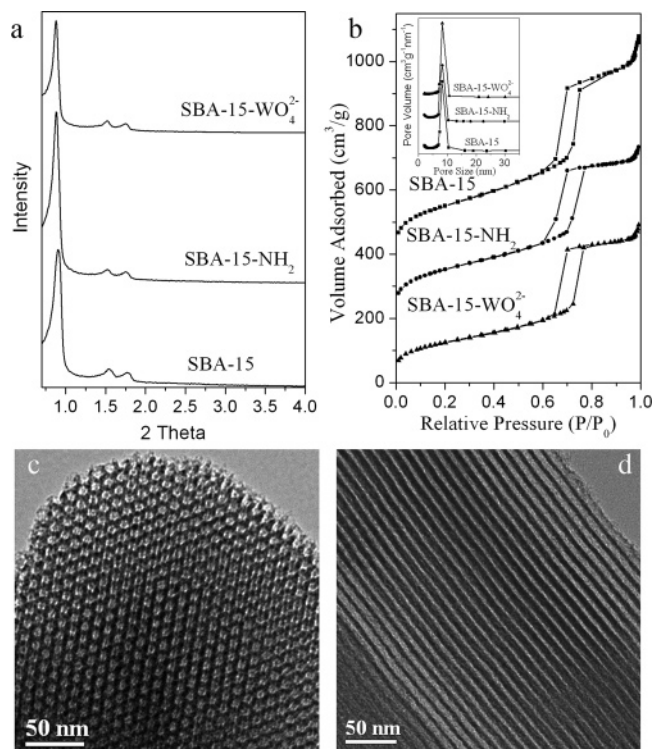 a
SBA-15-WO₄²⁻
SBA-15-NH₂
SBA-15
Intensity
1.0 1.5 2.0 2.5 3.0 3.5 4.0
2 Theta
b
Pore Volume (cm³g⁻¹nm⁻¹)
SBA-15-WO₄²⁻
SBA-15-NH₂
SBA-15
0 10 20 30
Pore Size (nm)
Volume Adsorbed (cm³/g)
1000
800
600
400
200
0
SBA-15
SBA-15-NH₂
SBA-15-WO₄²⁻
0.0 0.2 0.4 0.6 0.8 1.0
Relative Pressure (P/P₀)
c
50 nm
d
50 nm